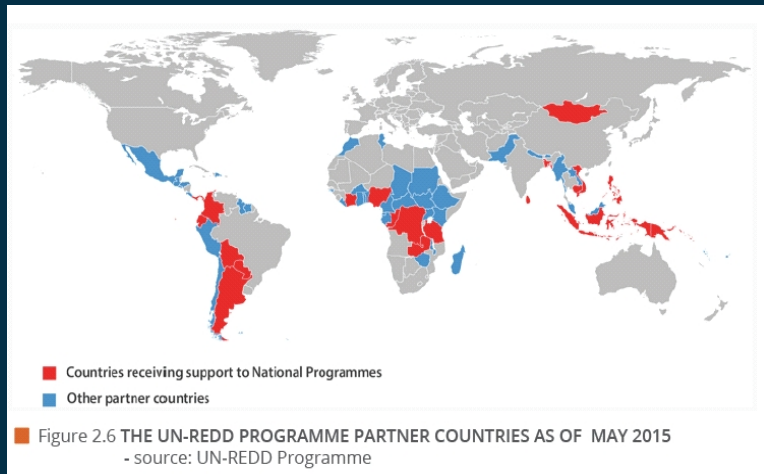 Countries receiving support to National Programmes
Other partner countries
Figure 2.6 THE UN-REDD PROGRAMME PARTNER COUNTRIES AS OF MAY 2015
- source: UN-REDD Programme